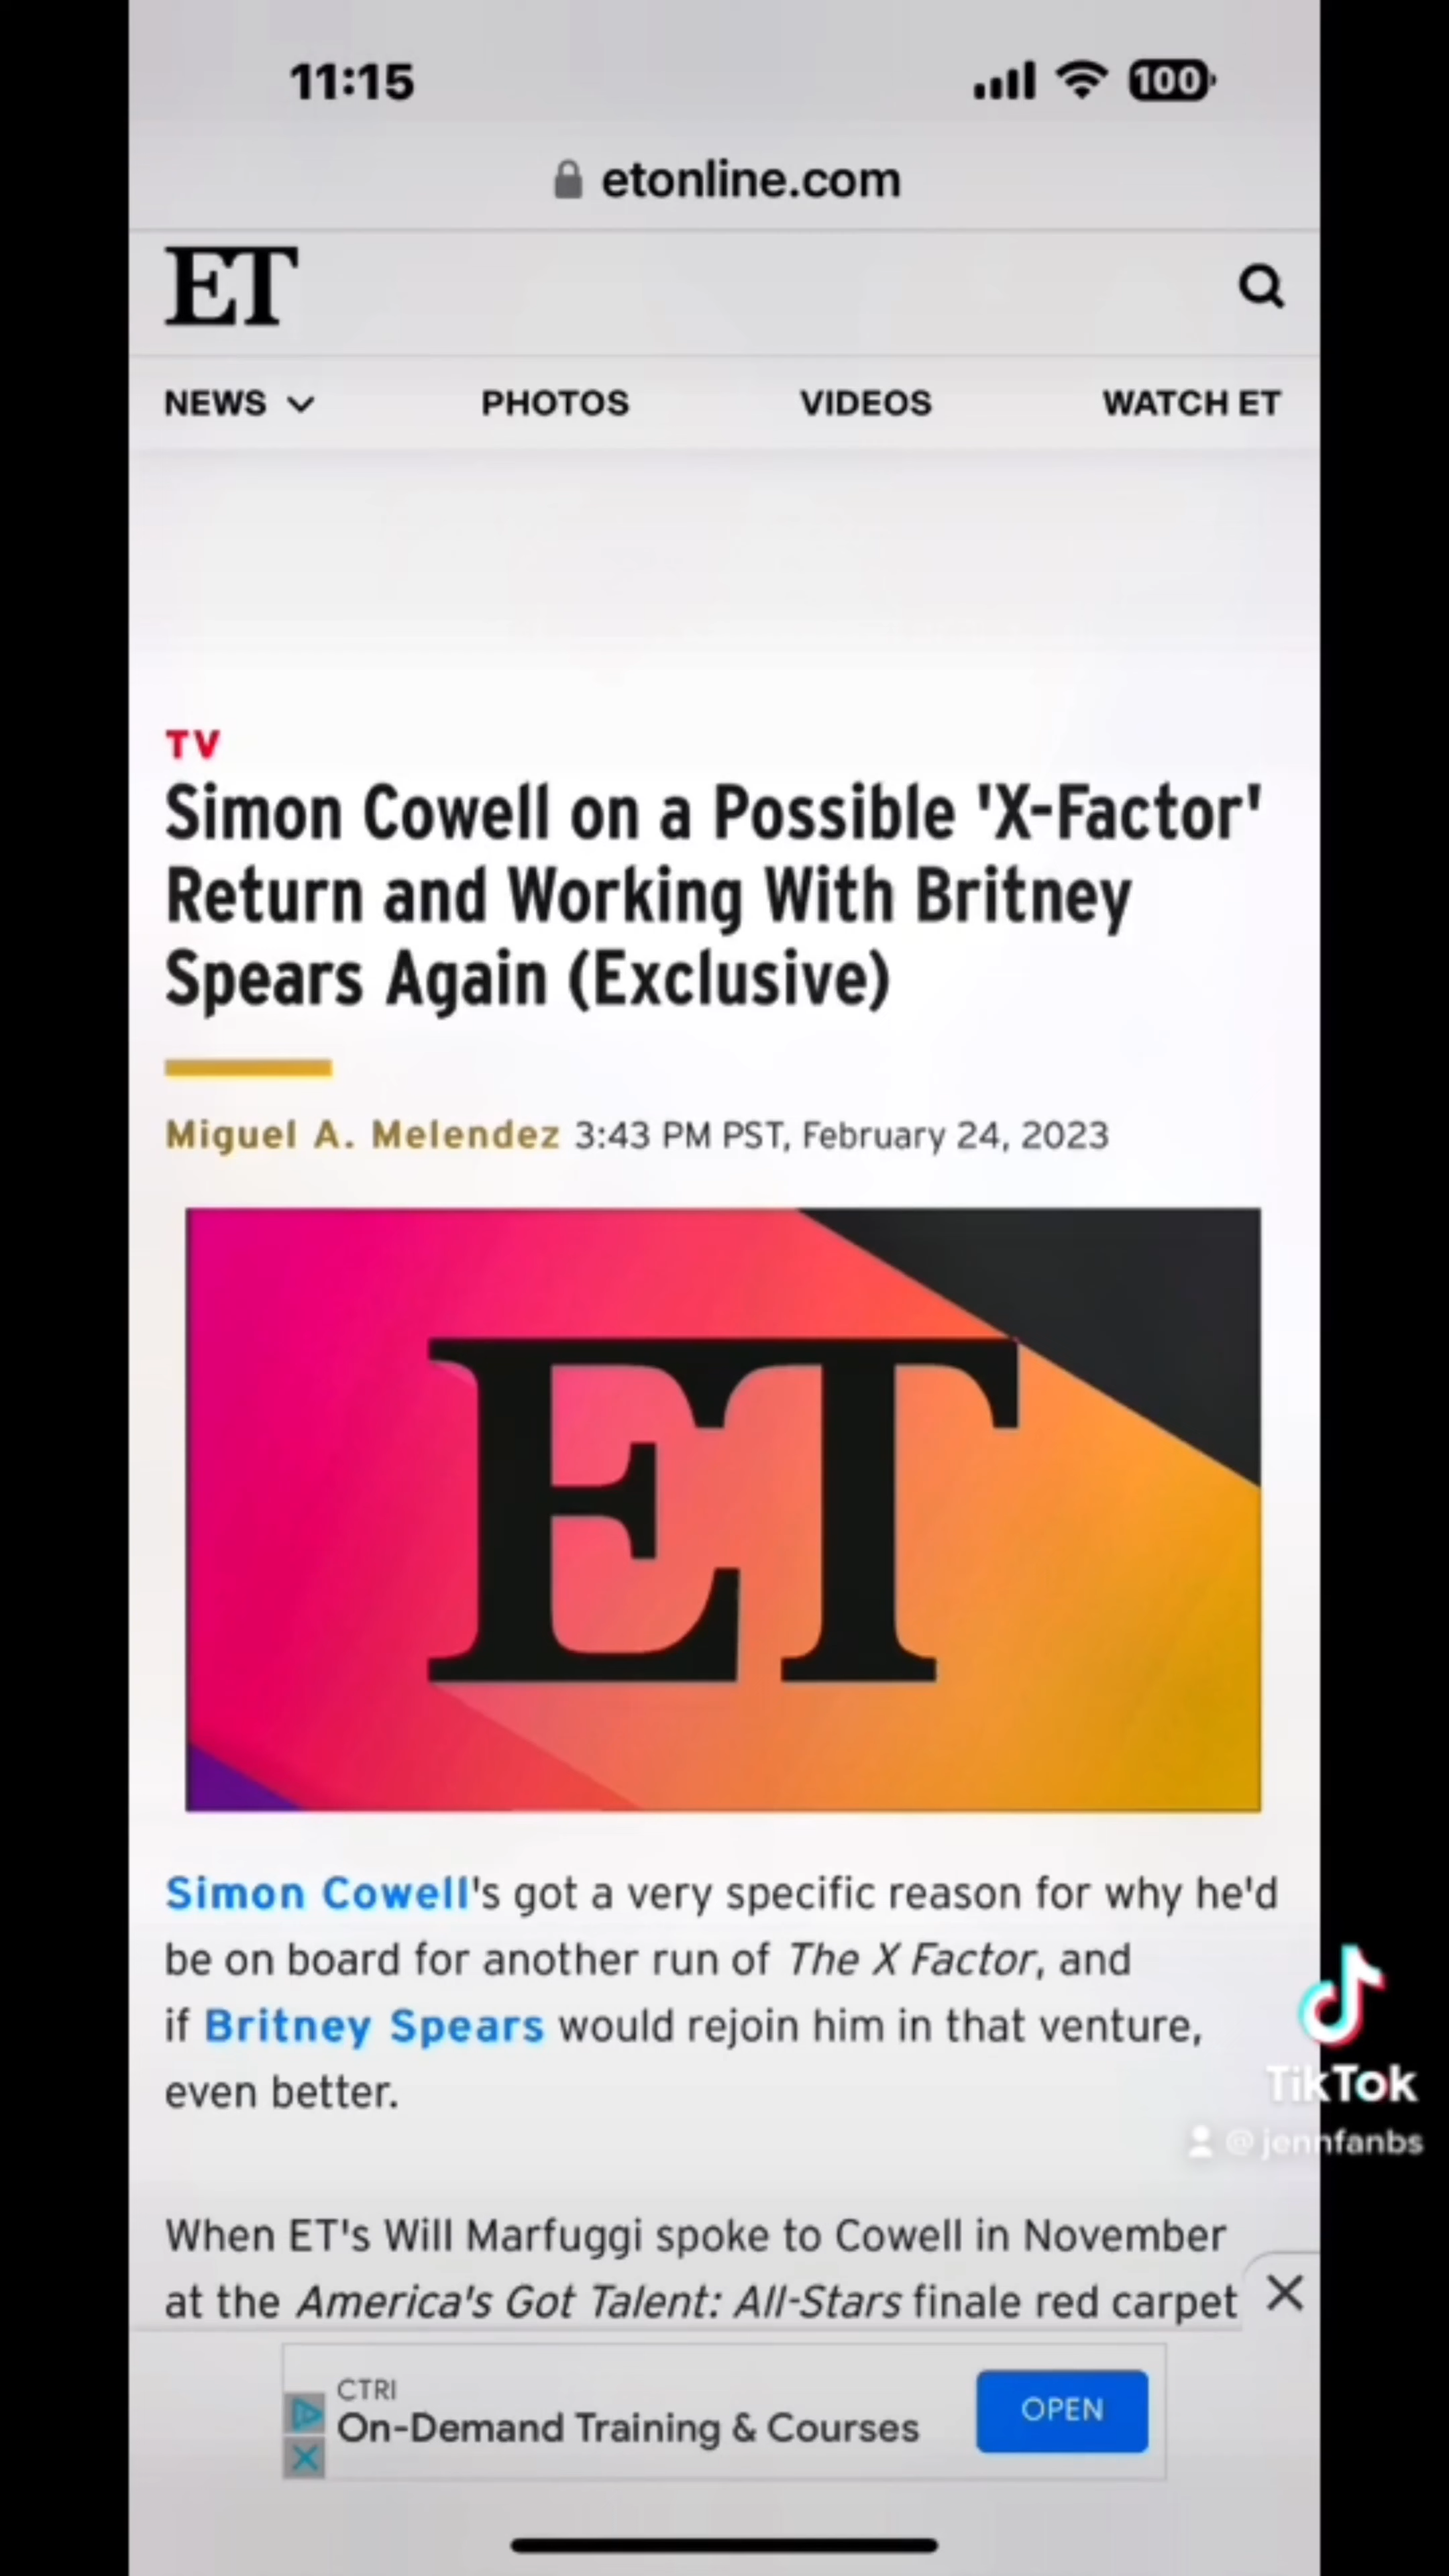 11:15
100
etonline.com
ET
NEWS
PHOTOS
VIDEOS
WATCH ET
TV
Simon Cowell on a Possible 'X-Factor'
Return and Working With Britney
Spears Again (Exclusive)
Miguel A. Melendez 3:43 PM PST, February 24, 2023
ET
Simon Cowell's got a very specific reason for why he'd
be on board for another run of The X Factor, and
if Britney Spears would rejoin him in that venture,
even better.
TikTok
@jennfanbs
When ET's Will Marfuggi spoke to Cowell in November
at the America's Got Talent: All-Stars finale red carpet
CTRI
On-Demand Training & Courses
OPEN